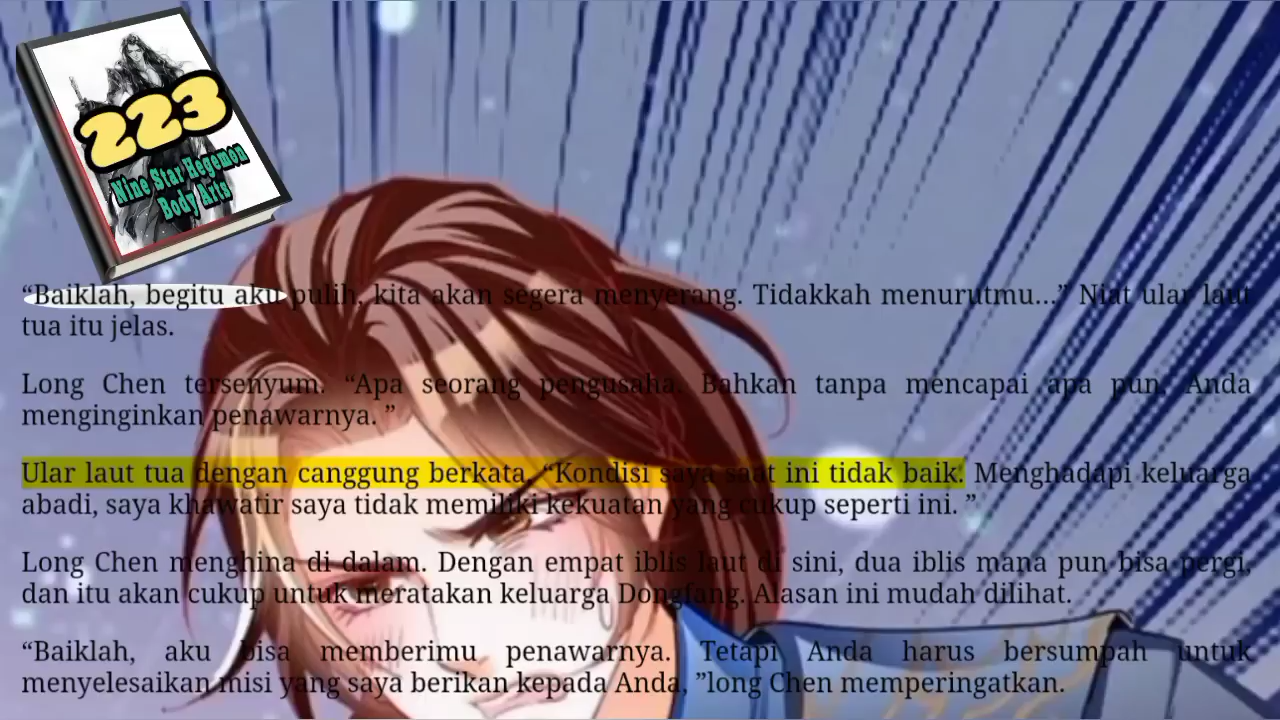 223
Nine Star Hegemon
Body Arts
“Baiklah, begitu aku pulih, kita akan segera menyerang. Tidakkah menurutmu…” Niat ular laut
tua itu jelas.
Long Chen tersenyum. “Apa seorang pengusaha. Bahkan tanpa mencapai apa pun, Anda
menginginkan penawarnya. ”
Ular laut tua dengan canggung berkata, “Kondisi saya saat ini tidak baik. Menghadapi keluarga
abadi, saya khawatir saya tidak memiliki kekuatan yang cukup seperti ini. ”
Long Chen menghina di dalam. Dengan empat iblis laut di sini, dua iblis mana pun bisa pergi,
dan itu akan cukup untuk meratakan keluarga Dongfang. Alasan ini mudah dilihat.
“Baiklah, aku bisa memberimu penawarnya. Tetapi Anda harus bersumpah untuk
menyelesaikan misi yang saya berikan kepada Anda, ”long Chen memperingatkan.